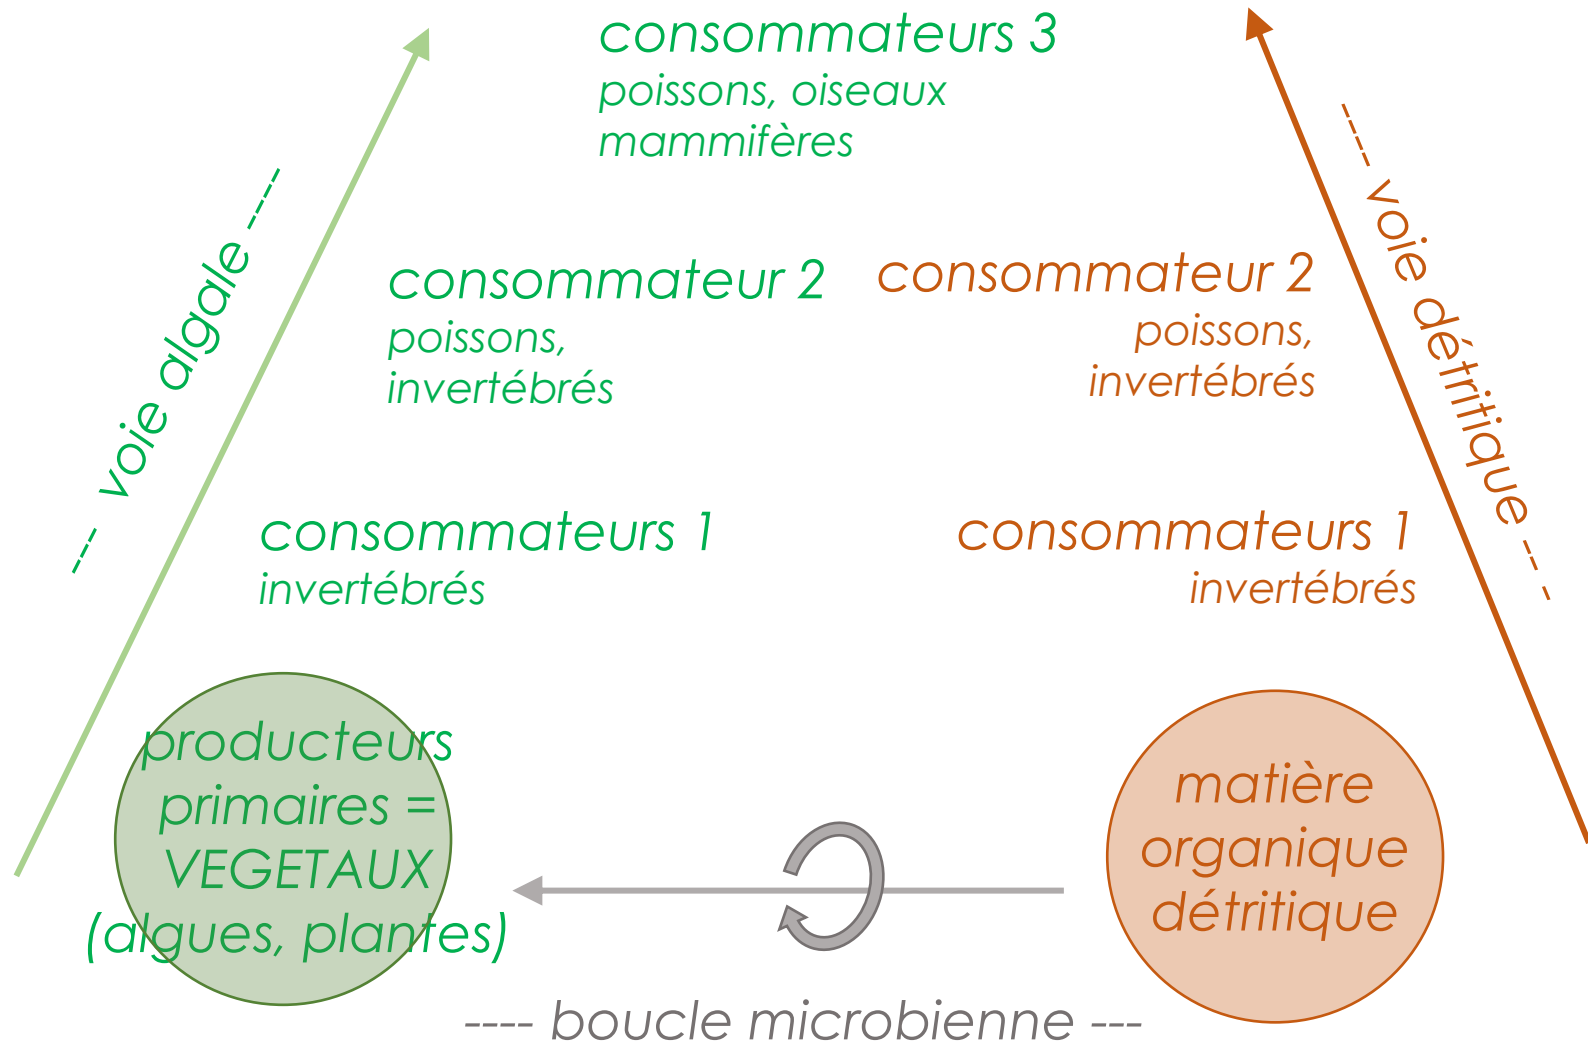 consommateurs 3
poissons, oiseaux
mammifères
---- voie algale -----
----- voie détritique -- -
consommateur 2
poissons,
invertébrés
consommateur 2
poissons,
invertébrés
consommateurs 1
invertébrés
consommateurs 1
invertébrés
producteurs
primaires =
VEGETAUX
(algues, plantes)
matière
organique
détritique
---- boucle microbienne ---